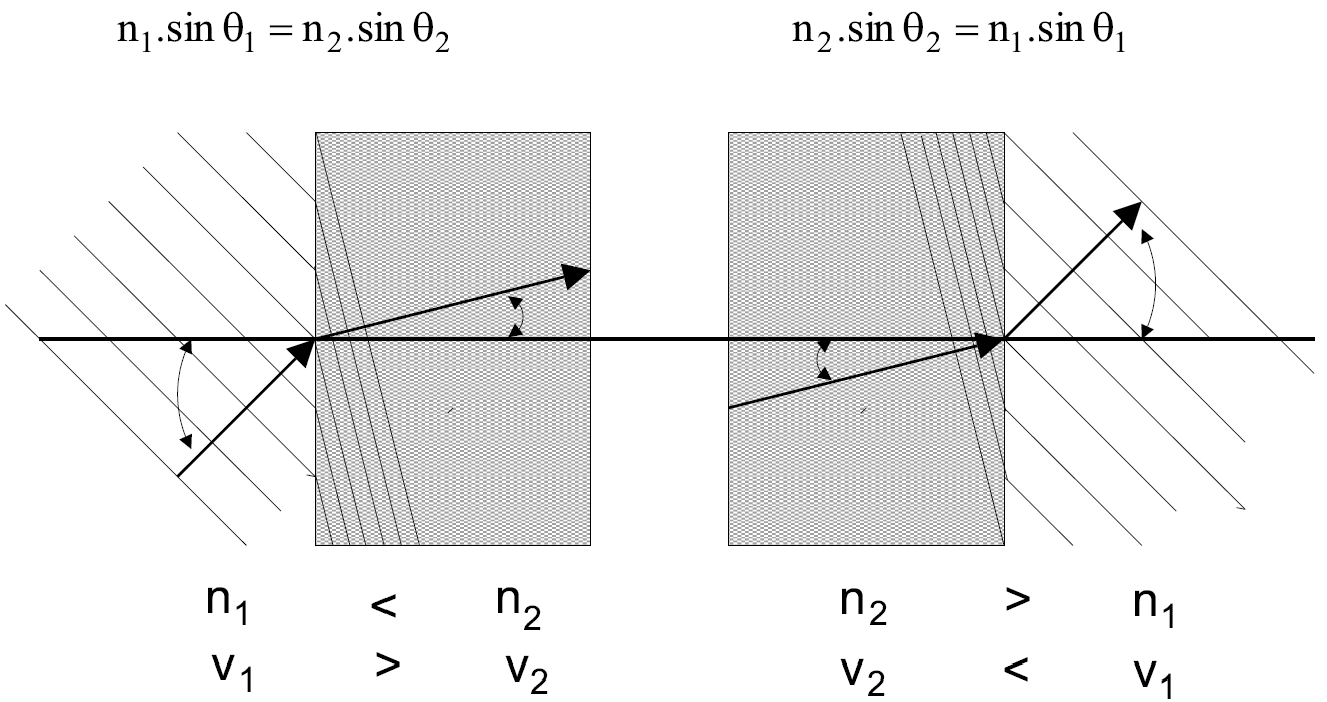 n₁.sin θ₁ = n₂.sin θ₂
n₂.sin θ₂ = n₁.sin θ₁
n₁ < n₂
v₁ > v₂
n₂ > n₁
v₂ < v₁